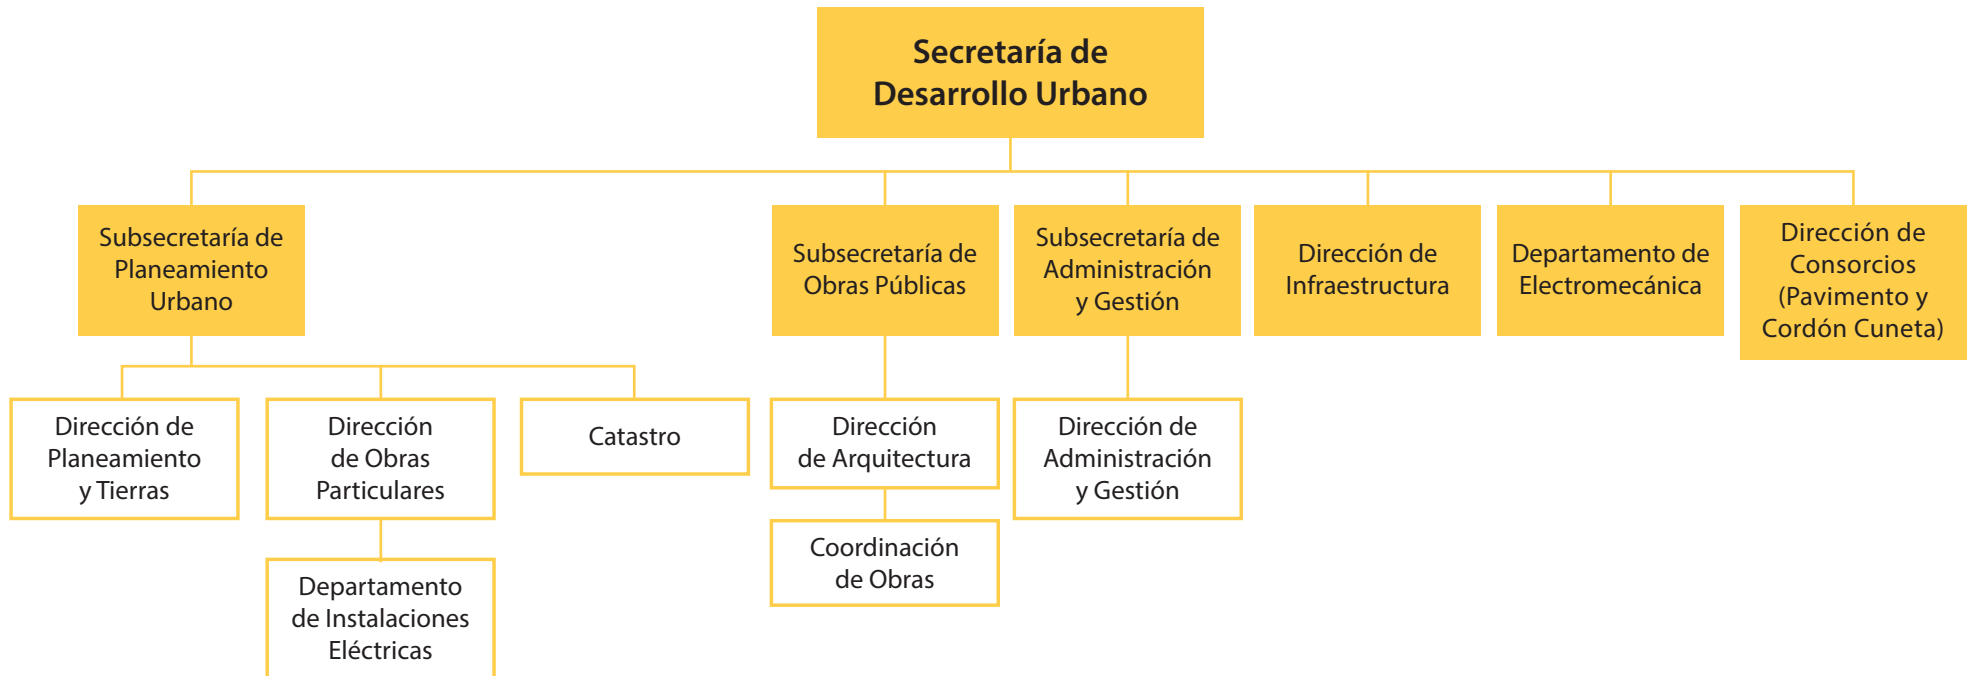 Secretaría de
Desarrollo Urbano
Subsecretaría de
Planeamiento
Urbano
Subsecretaría de
Obras Públicas
Subsecretaría de
Administración
y Gestión
Dirección de
Infraestructura
Departamento de
Electromecánica
Dirección de
Consorcios
(Pavimento y
Cordón Cuneta)
Dirección de
Planeamiento
y Tierras
Dirección
de Obras
Particulares
Catastro
Dirección
de Arquitectura
Dirección de
Administración
y Gestión
Departamento
de Instalaciones
Eléctricas
Coordinación
de Obras